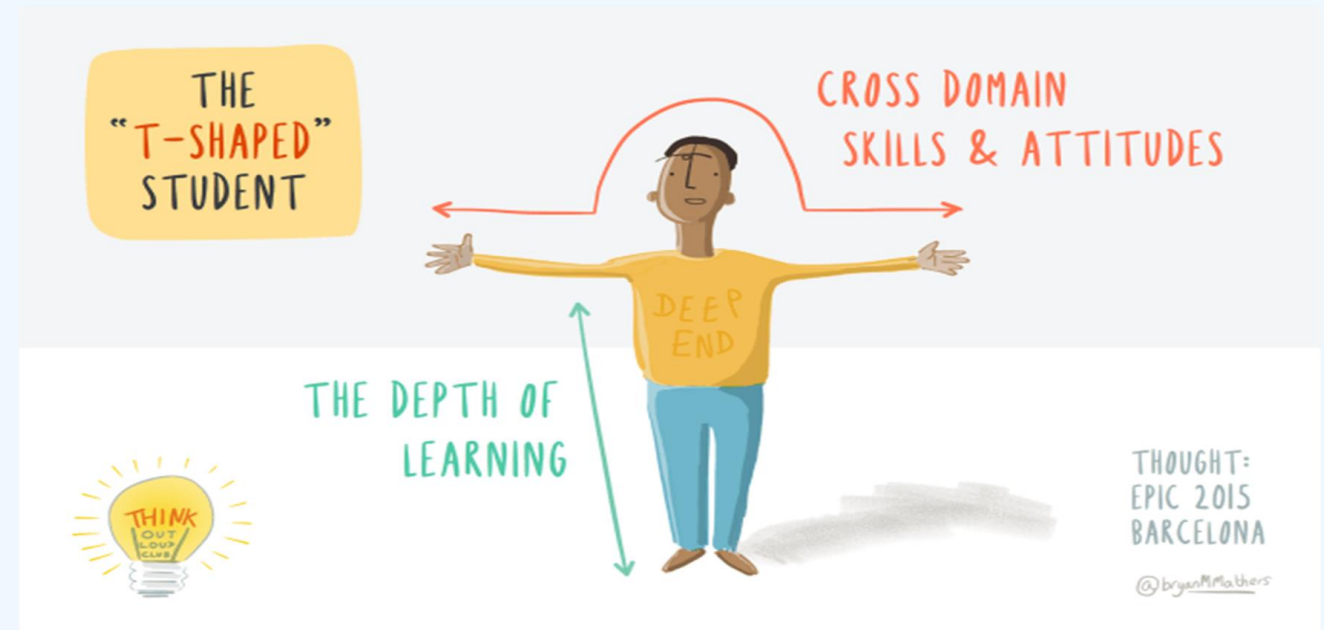 THE
“T-SHAPED”
STUDENT
CROSS DOMAIN
SKILLS & ATTITUDES
DEEP
END
THE DEPTH OF
LEARNING
THINK
OUT
LOUD
CLUB
THOUGHT:
EPIC 2015
BARCELONA
@bryanMMathers